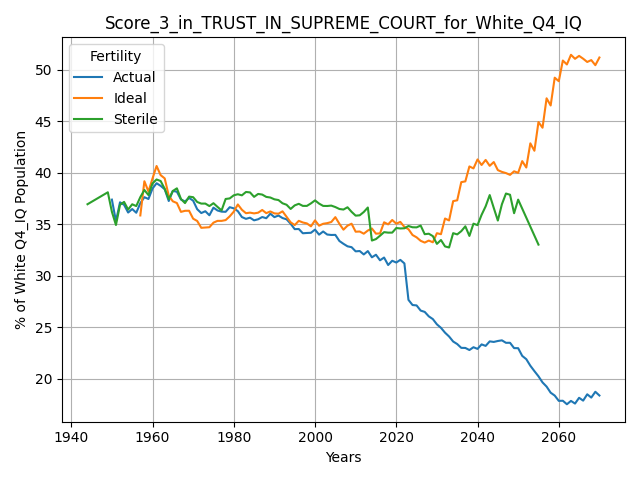 Score_3_in_TRUST_IN_SUPREME_COURT_for_White_Q4_IQ
Fertility
Actual
Ideal
Sterile
% of White Q4_IQ Population
50
45
40
35
30
25
20
1940
1960
1980
2000
2020
2040
2060
Years